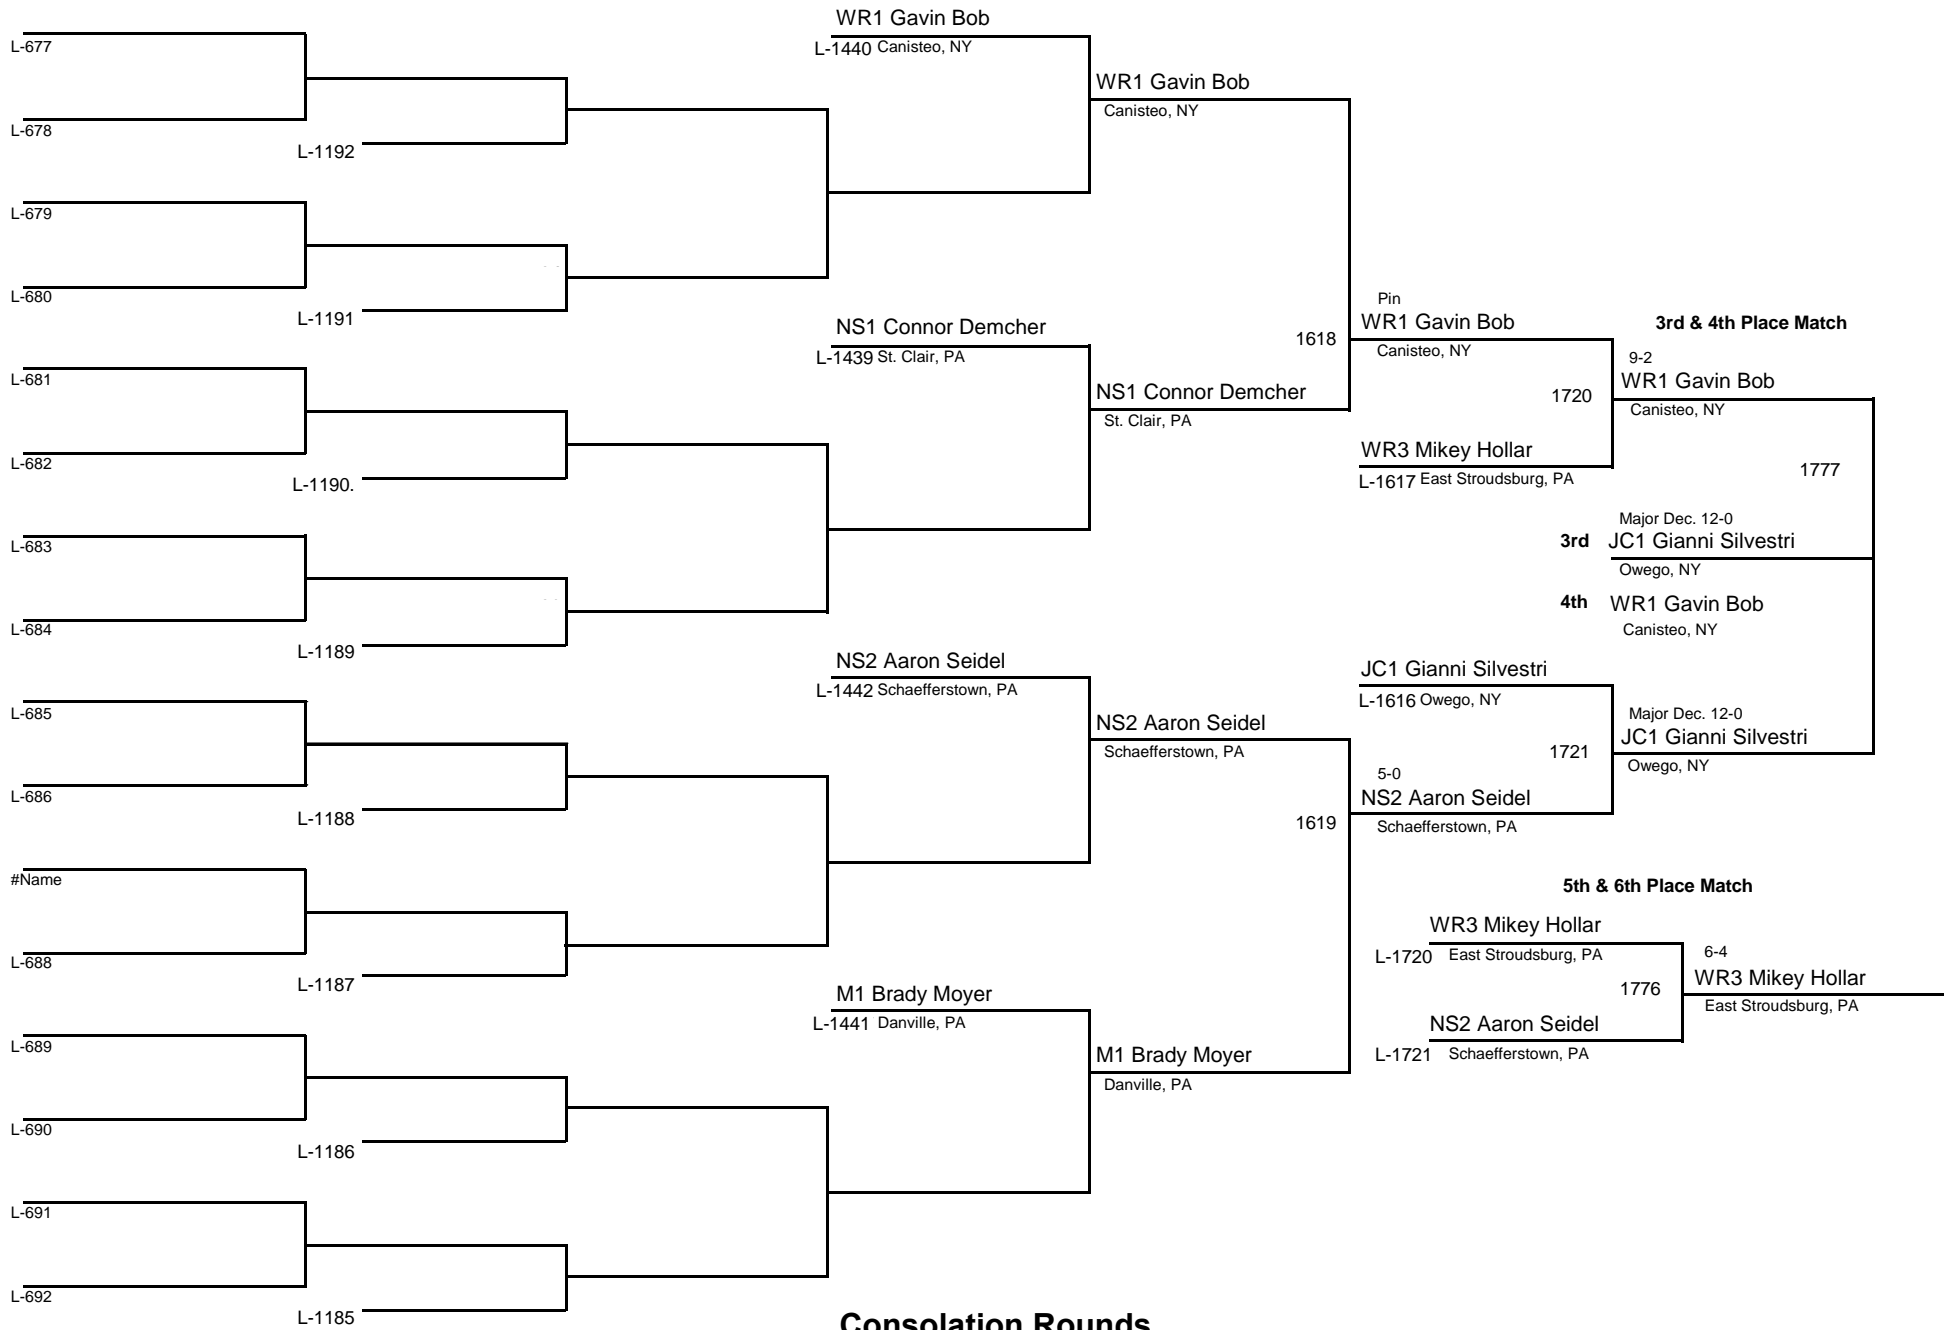 L-677
L-678
L-1192
L-679
L-680
L-1191
L-681
L-682
L-1190.
L-683
L-684
L-1189
L-685
L-686
L-1188
#Name
L-688
L-1187
L-689
L-690
L-1186
L-691
L-692
L-1185
WR1 Gavin Bob
L-1440 Canisteo, NY
NS1 Connor Demcher
L-1439 St. Clair, PA
NS2 Aaron Seidel
L-1442 Schaefferstown, PA
M1 Brady Moyer
L-1441 Danville, PA
WR1 Gavin Bob
Canisteo, NY
1618
NS1 Connor Demcher
St. Clair, PA
NS2 Aaron Seidel
Schaefferstown, PA
1619
M1 Brady Moyer
Danville, PA
Pin
WR1 Gavin Bob
Canisteo, NY
1720
WR3 Mikey Hollar
L-1617 East Stroudsburg, PA
3rd & 4th Place Match
9-2
WR1 Gavin Bob
Canisteo, NY
1777
Major Dec. 12-0
3rd JC1 Gianni Silvestri
Owego, NY
4th WR1 Gavin Bob
Canisteo, NY
JC1 Gianni Silvestri
L-1616 Owego, NY
1721
5-0
NS2 Aaron Seidel
Schaefferstown, PA
Major Dec. 12-0
JC1 Gianni Silvestri
Owego, NY
5th & 6th Place Match
WR3 Mikey Hollar
L-1720 East Stroudsburg, PA
1776
NS2 Aaron Seidel
L-1721 Schaefferstown, PA
6-4
WR3 Mikey Hollar
East Stroudsburg, PA
Consolation Rounds